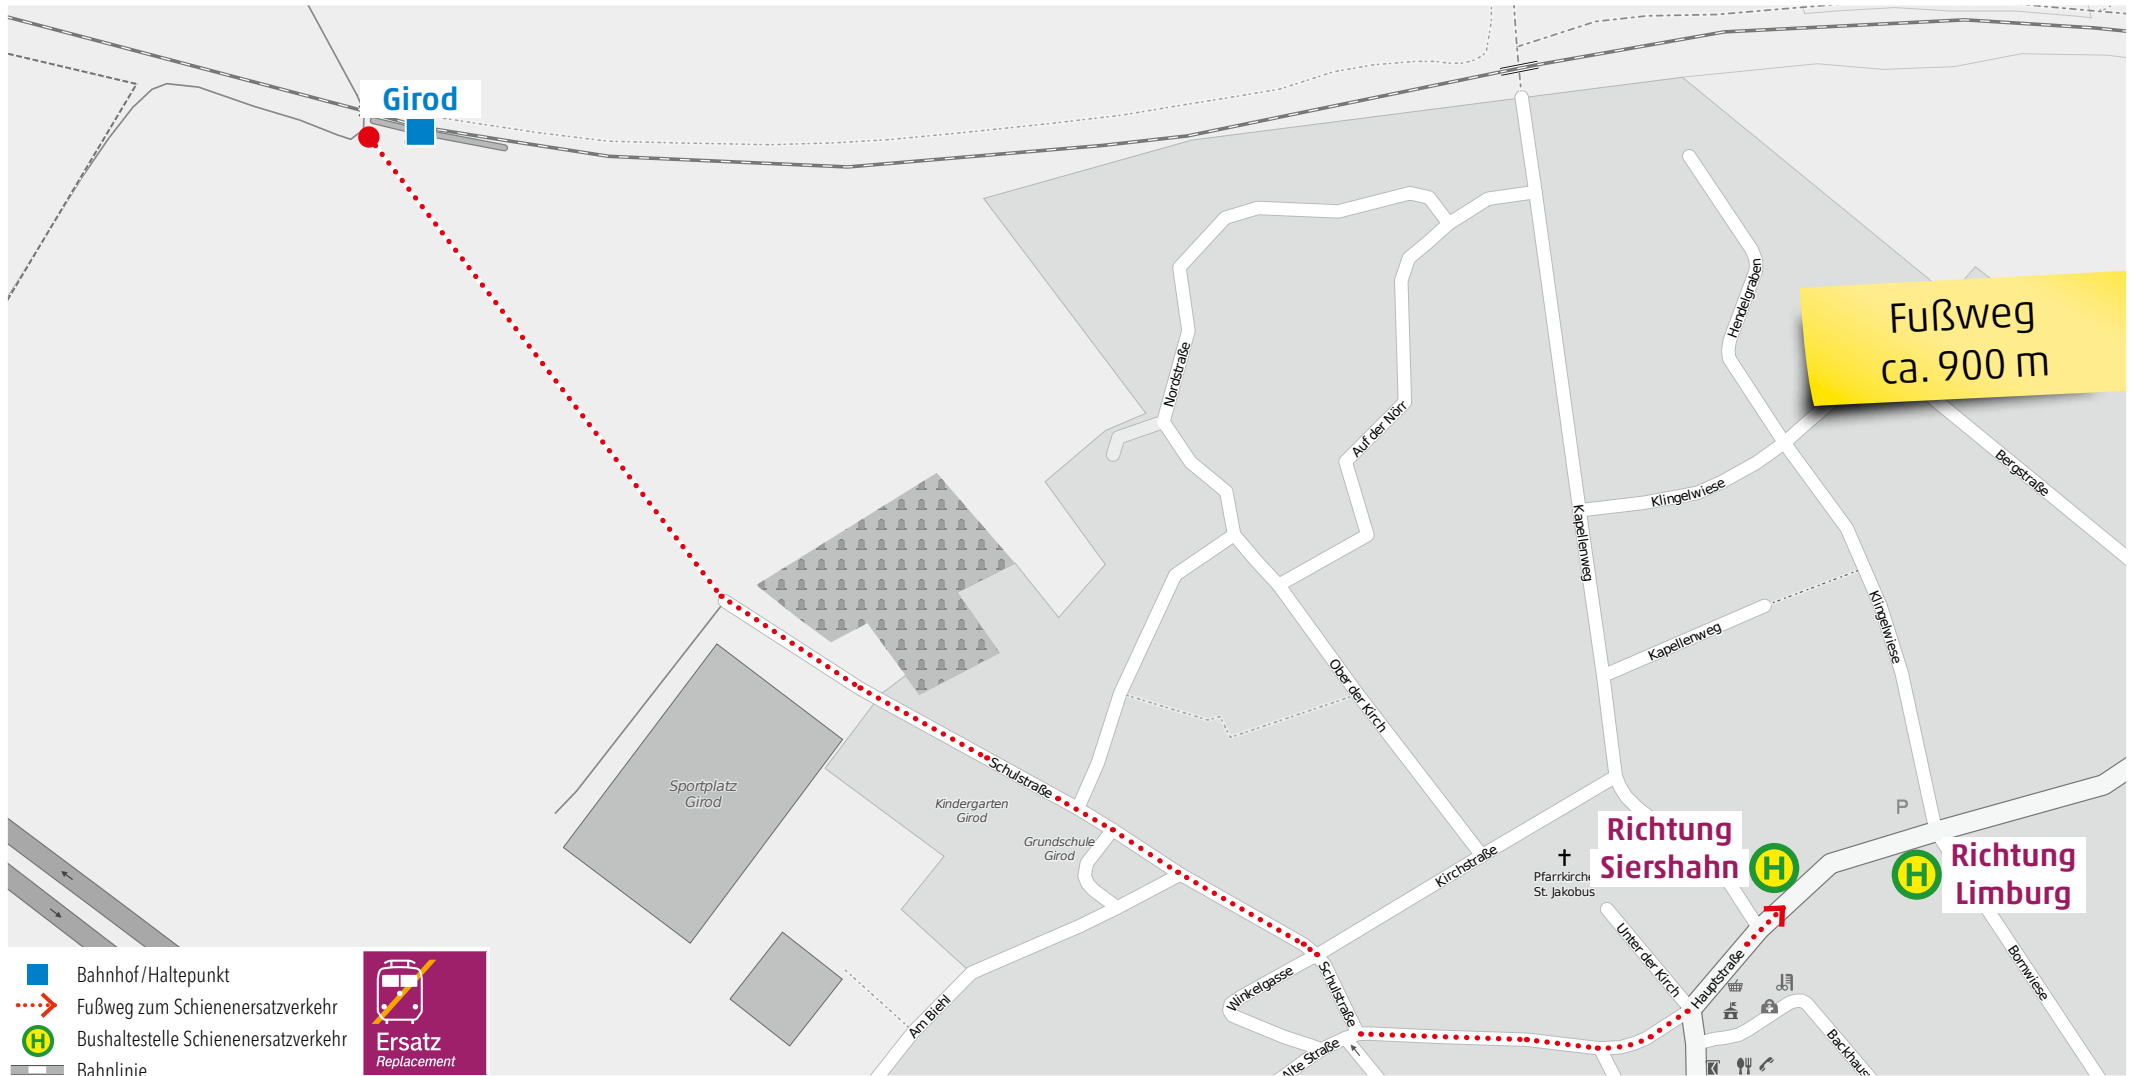 Girod
Fußweg
ca. 900 m
Hendelgraben
Nordstraße
Auf der Nörr
Bergstraße
Klingelwiese
Kapellenweg
Klingelwiese
Kapellenweg
Ober der Kirch
Schulstraße
Sportplatz
Girod
Kindergarten
Girod
Grundschule
Girod
Kirchstraße
Pfarrkirche
St. Jakobus
P
Richtung
Siershahn
H
H
Richtung
Limburg
Unter der Kirch
Hauptstraße
Bornwiese
Winkelgasse
Schulstraße
Am Biehl
Alte Straße
Backhaus
Bahnhof/Haltepunkt
Fußweg zum Schienenersatzverkehr
H
Bushaltestelle Schienenersatzverkehr
Bahnlinie
Ersatz
Replacement